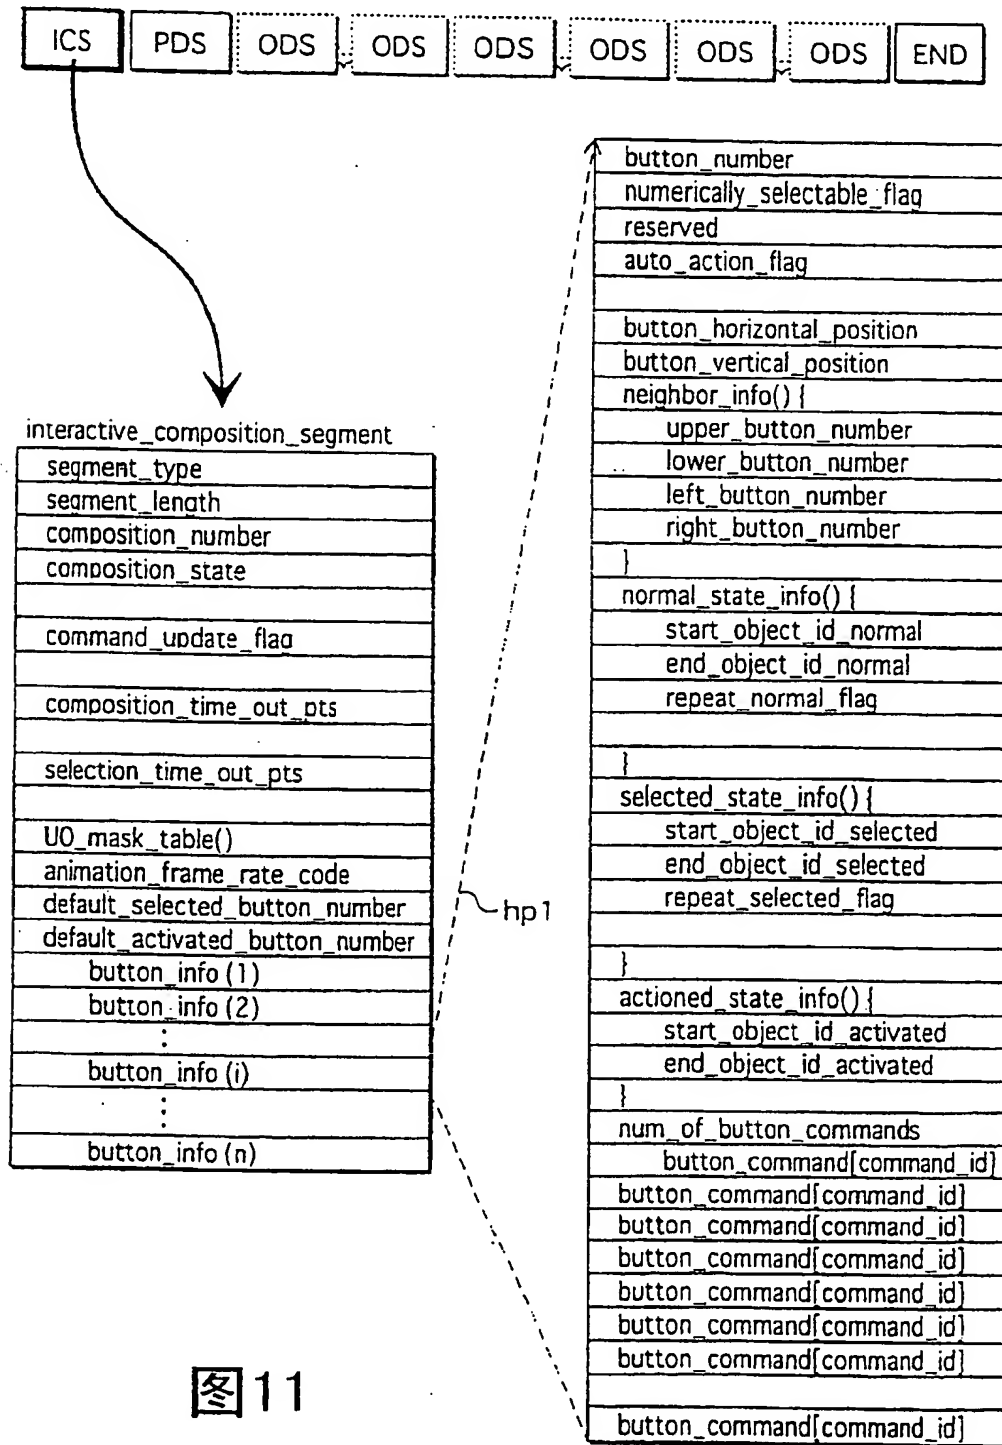 ICS PDS ODS ODS ODS ODS ODS ODS END
interactive_composition_segment
segment_type
segment_length
composition_number
composition_state
command_update_flag
composition_time_out_pts
selection_time_out_pts
UO_mask_table()
animation_frame_rate_code
default_selected_button_number
default_activated_button_number
button_info (1)
button_info (2)
⋮
button_info (i)
⋮
button_info (n)
hp1
button_number
numerically_selectable_flag
reserved
auto_action_flag
button_horizontal_position
button_vertical_position
neighbor_info() {
upper_button_number
lower_button_number
left_button_number
right_button_number
}
normal_state_info() {
start_object_id_normal
end_object_id_normal
repeat_normal_flag
}
selected_state_info() {
start_object_id_selected
end_object_id_selected
repeat_selected_flag
}
actioned_state_info() {
start_object_id_activated
end_object_id_activated
}
num_of_button_commands
button_command[command_id]
button_command[command_id]
button_command[command_id]
button_command[command_id]
button_command[command_id]
button_command[command_id]
button_command[command_id]
button_command[command_id]
图11